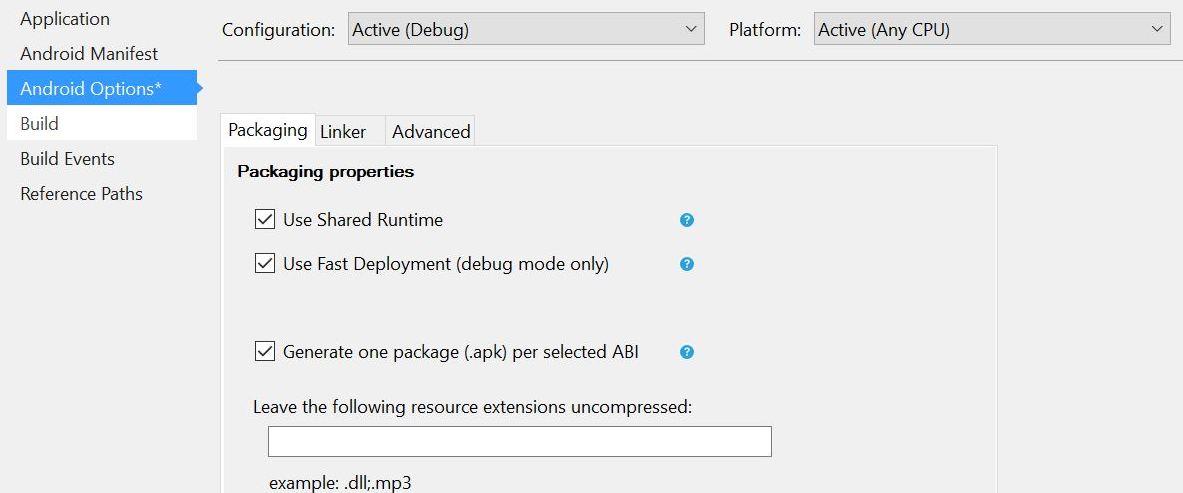 Application
Android Manifest
Android Options*
Build
Build Events
Reference Paths
Configuration: Active (Debug) Platform: Active (Any CPU)
Packaging Linker Advanced
Packaging properties
Use Shared Runtime ?
Use Fast Deployment (debug mode only) ?
Generate one package (.apk) per selected ABI ?
Leave the following resource extensions uncompressed:
example: .dll;.mp3